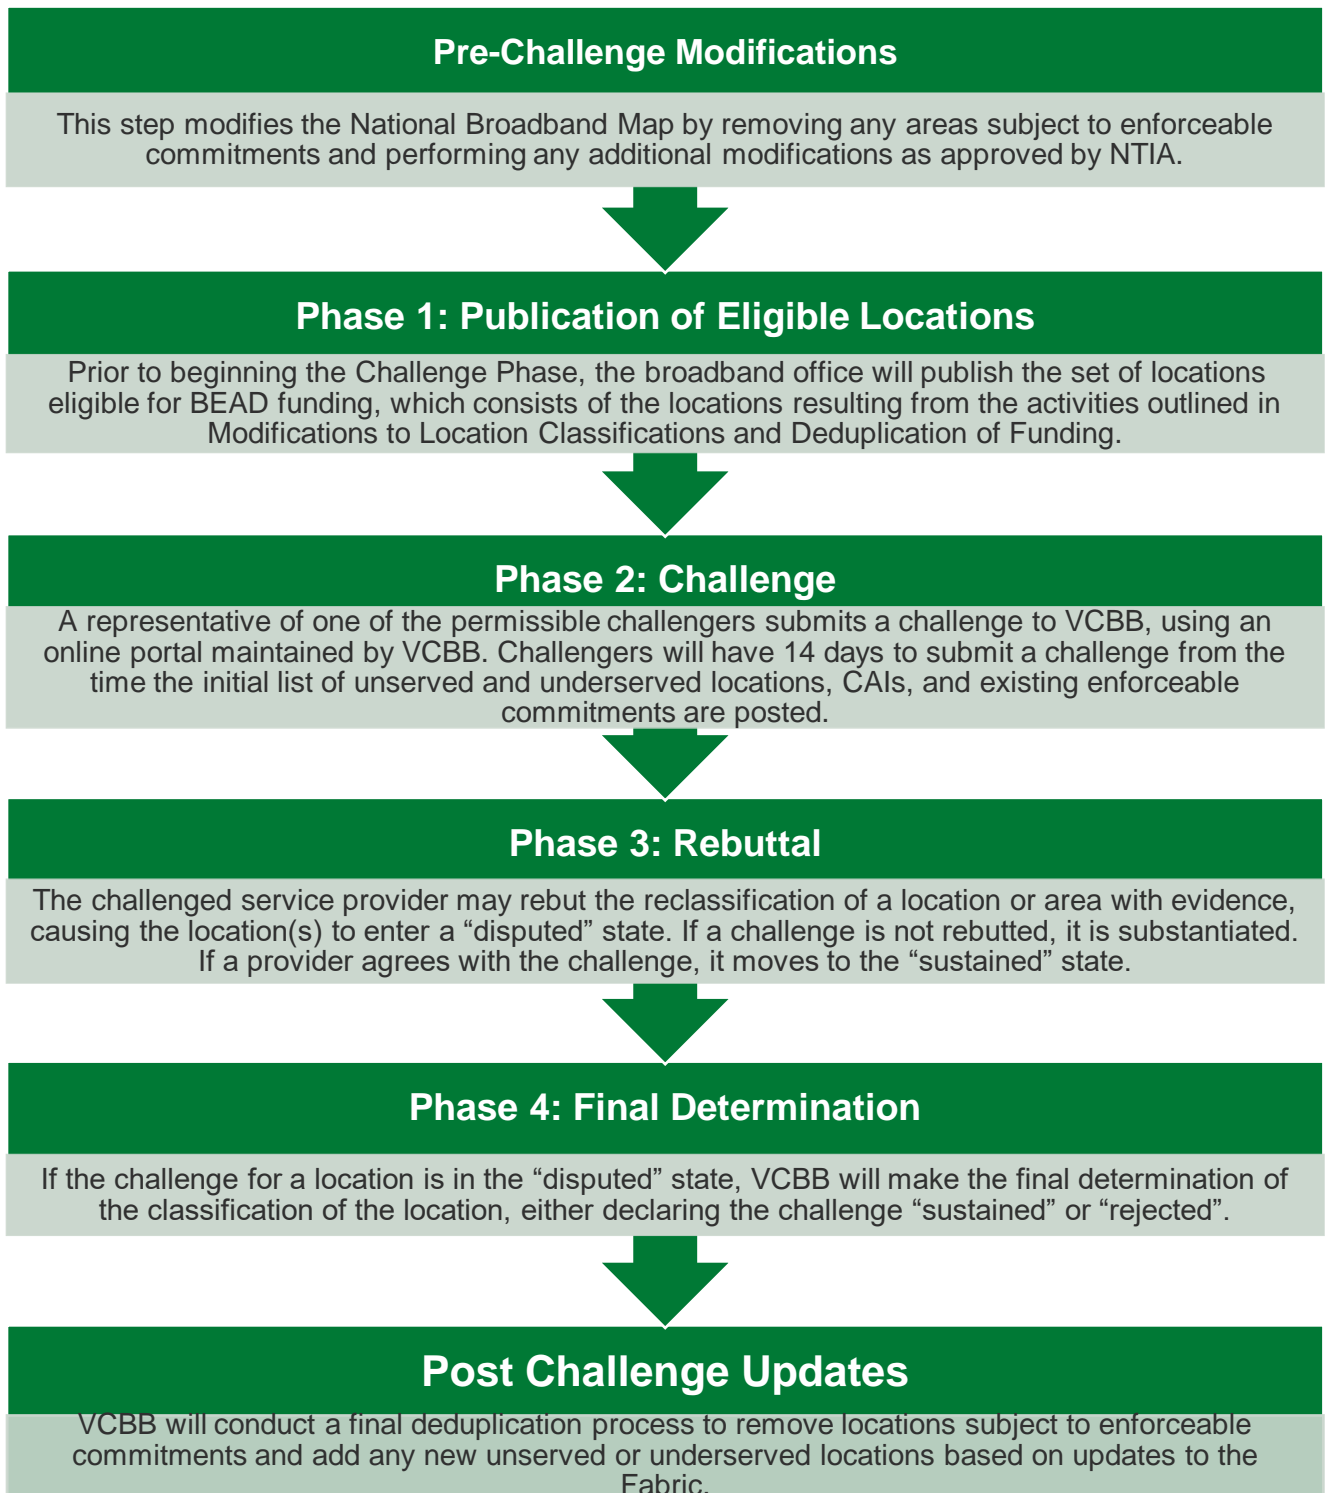 Pre-Challenge Modifications
This step modifies the National Broadband Map by removing any areas subject to enforceable
commitments and performing any additional modifications as approved by NTIA.
Phase 1: Publication of Eligible Locations
Prior to beginning the Challenge Phase, the broadband office will publish the set of locations
eligible for BEAD funding, which consists of the locations resulting from the activities outlined in
Modifications to Location Classifications and Deduplication of Funding.
Phase 2: Challenge
A representative of one of the permissible challengers submits a challenge to VCBB, using an
online portal maintained by VCBB. Challengers will have 14 days to submit a challenge from the
time the initial list of unserved and underserved locations, CAIs, and existing enforceable
commitments are posted.
Phase 3: Rebuttal
The challenged service provider may rebut the reclassification of a location or area with evidence,
causing the location(s) to enter a “disputed” state. If a challenge is not rebutted, it is substantiated.
If a provider agrees with the challenge, it moves to the “sustained” state.
Phase 4: Final Determination
If the challenge for a location is in the “disputed” state, VCBB will make the final determination of
the classification of the location, either declaring the challenge “sustained” or “rejected”.
Post Challenge Updates
VCBB will conduct a final deduplication process to remove locations subject to enforceable
commitments and add any new unserved or underserved locations based on updates to the
Fabric.